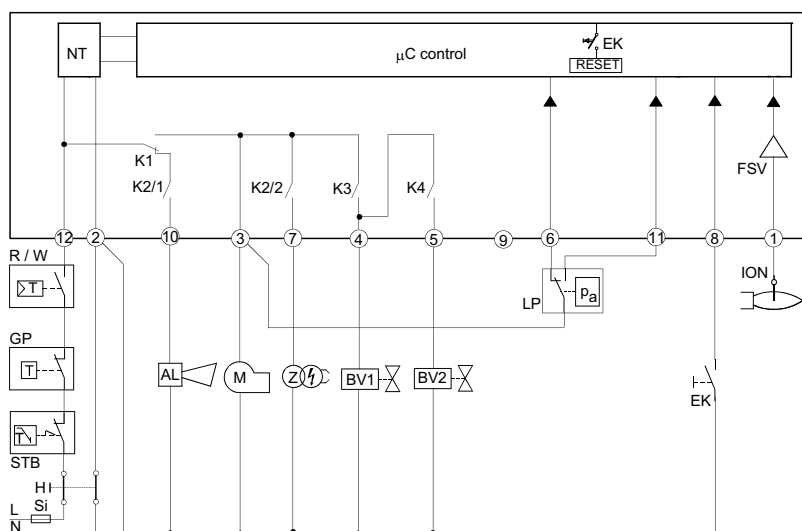 NT
μC control
EK
RESET
FSV
K1
K2/1
K2/2
K3
K4
12
2
10
3
7
4
5
9
6
11
8
1
R / W
T
GP
T
STB
T
LP
pa
ION
AL
M
Z
BV1
BV2
EK
H
Si
L
N